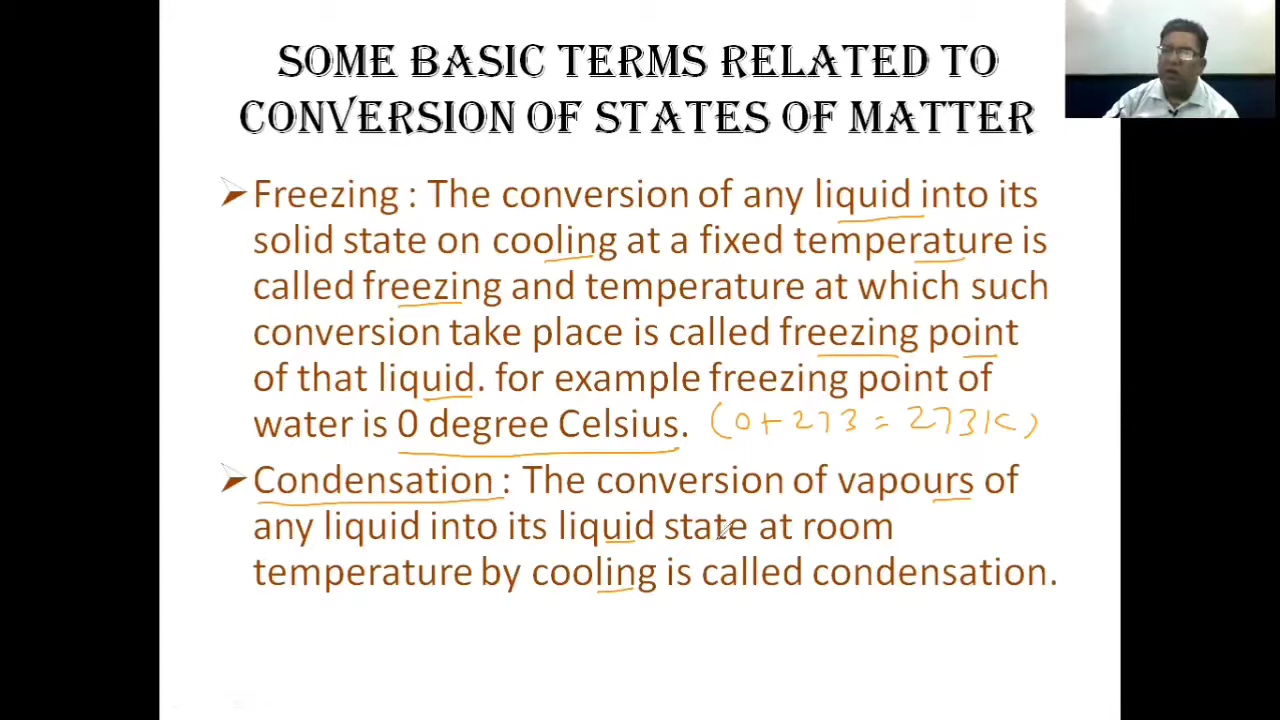 SOME BASIC TERMS RELATED TO
CONVERSION OF STATES OF MATTER
Freezing : The conversion of any liquid into its
solid state on cooling at a fixed temperature is
called freezing and temperature at which such
conversion take place is called freezing point
of that liquid. for example freezing point of
water is 0 degree Celsius. (0+273 = 273K)
Condensation : The conversion of vapours of
any liquid into its liquid state at room
temperature by cooling is called condensation.